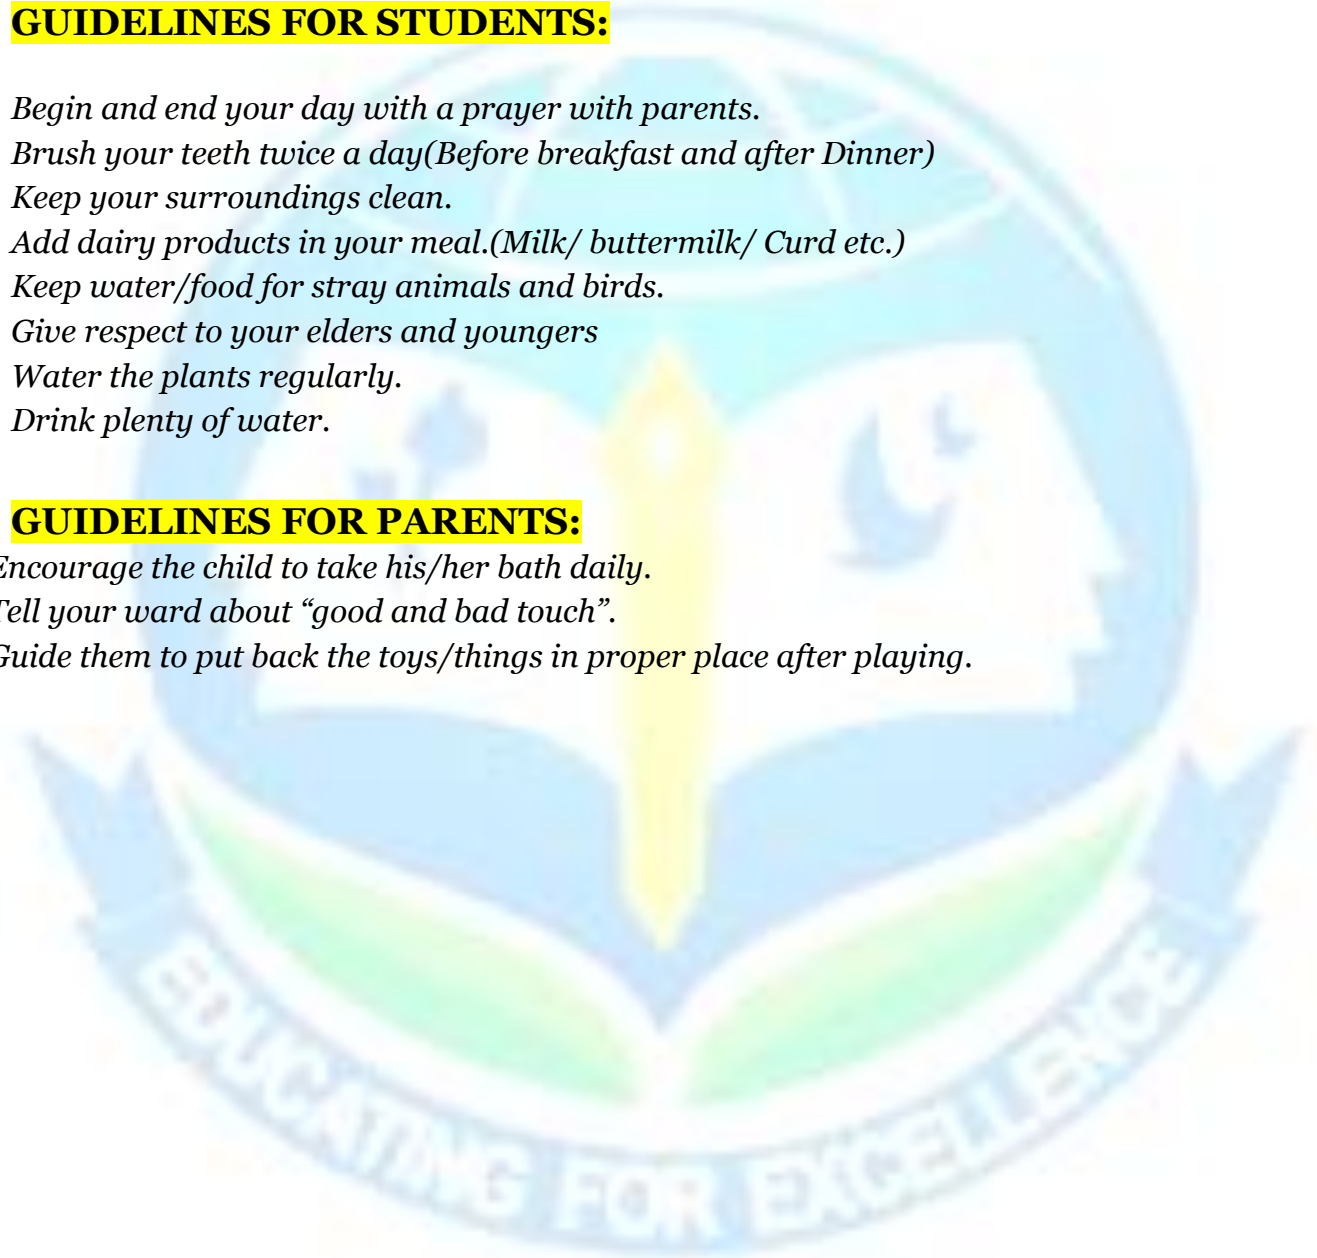 GUIDELINES FOR STUDENTS:
Begin and end your day with a prayer with parents.
Brush your teeth twice a day(Before breakfast and after Dinner)
Keep your surroundings clean.
Add dairy products in your meal.(Milk/ buttermilk/ Curd etc.)
Keep water/food for stray animals and birds.
Give respect to your elders and youngers
Water the plants regularly.
Drink plenty of water.
GUIDELINES FOR PARENTS:
Encourage the child to take his/her bath daily.
Tell your ward about “good and bad touch”.
Guide them to put back the toys/things in proper place after playing.
EDUCATING FOR EXCELLENCE